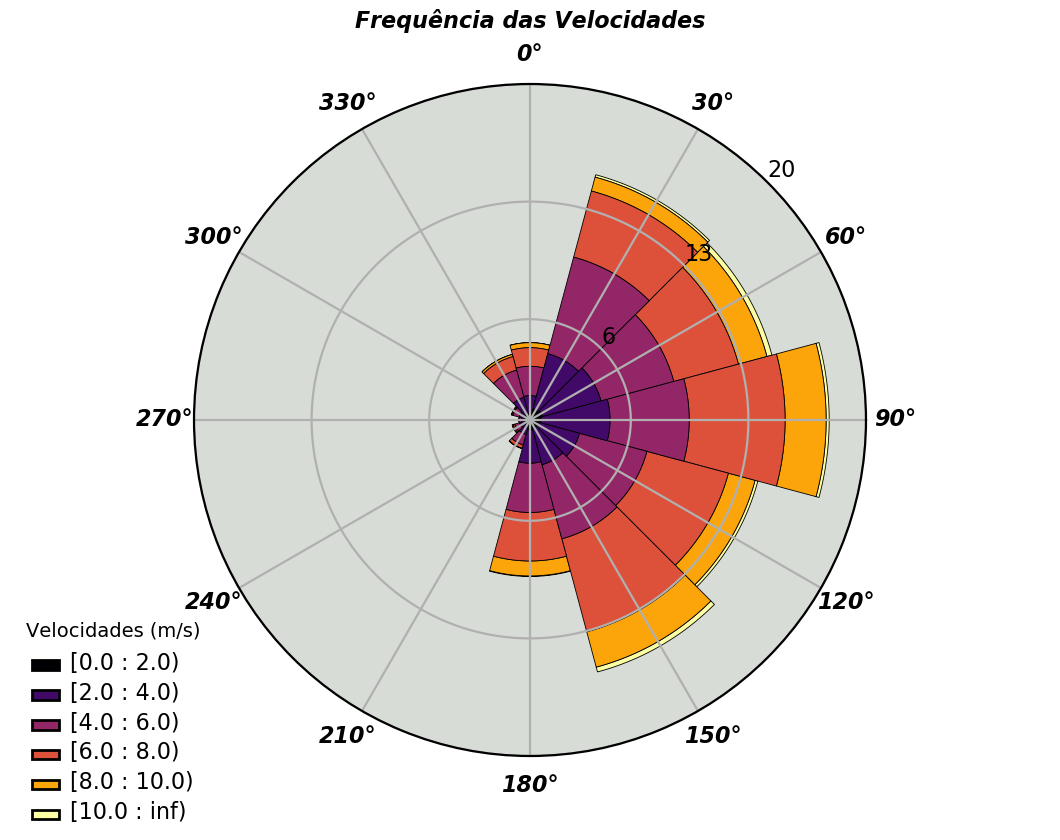 Frequência das Velocidades
0°
330°
30°
20
300°
60°
13
6
270°
90°
240°
120°
210°
150°
180°
Velocidades (m/s)
[0.0 : 2.0)
[2.0 : 4.0)
[4.0 : 6.0)
[6.0 : 8.0)
[8.0 : 10.0)
[10.0 : inf)